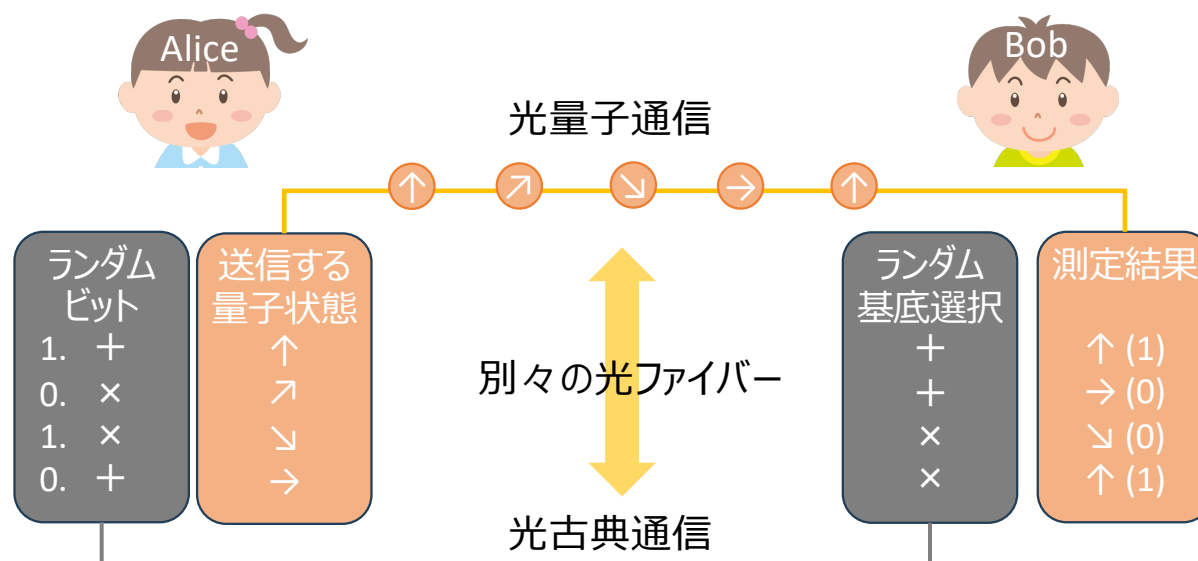 Alice
Bob
光量子通信
↑ ↗ ↘ → ↑
ランダム
ビット
1. +
0. ×
1. ×
0. +
送信する
量子状態
↑
↗
↘
→
別々の光ファイバー
光古典通信
ランダム
基底選択
+
+
×
×
測定結果
↑ (1)
→ (0)
↘ (0)
↑ (1)